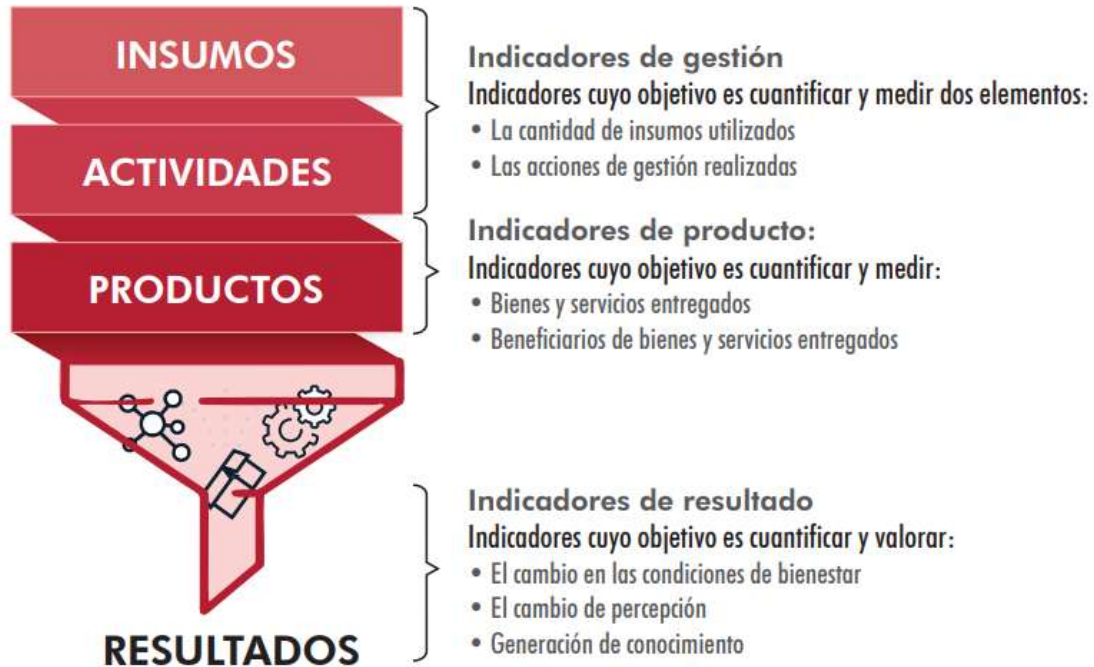 INSUMOS
ACTIVIDADES
PRODUCTOS
RESULTADOS
Indicadores de gestión
Indicadores cuyo objetivo es cuantificar y medir dos elementos:
• La cantidad de insumos utilizados
• Las acciones de gestión realizadas
Indicadores de producto:
Indicadores cuyo objetivo es cuantificar y medir:
• Bienes y servicios entregados
• Beneficiarios de bienes y servicios entregados
Indicadores de resultado
Indicadores cuyo objetivo es cuantificar y valorar:
• El cambio en las condiciones de bienestar
• El cambio de percepción
• Generación de conocimiento